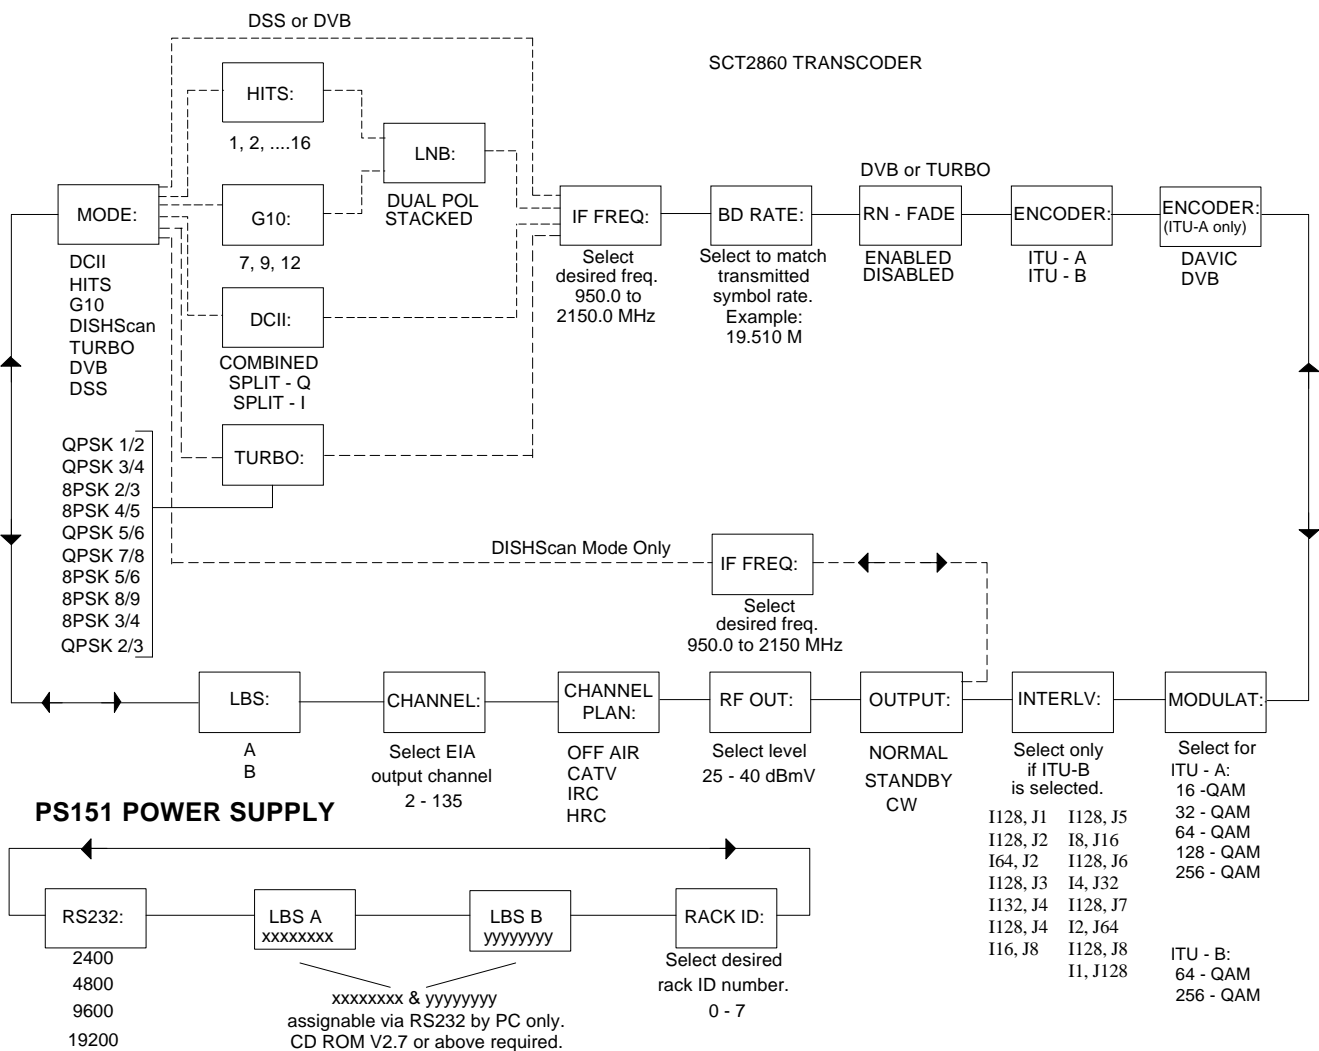 DSS or DVB
SCT2860 TRANSCODER
HITS:
1, 2, ....16
LNB:
DUAL POL
STACKED
MODE:
DCII
HITS
G10
DISHScan
TURBO
DVB
DSS
G10:
7, 9, 12
DCII:
COMBINED
SPLIT - Q
SPLIT - I
TURBO:
QPSK 1/2
QPSK 3/4
8PSK 2/3
8PSK 4/5
QPSK 5/6
QPSK 7/8
8PSK 5/6
8PSK 8/9
8PSK 3/4
QPSK 2/3
IF FREQ:
Select
desired freq.
950.0 to
2150.0 MHz
BD RATE:
Select to match
transmitted
symbol rate.
Example:
19.510 M
DVB or TURBO
RN - FADE
ENABLED
DISABLED
ENCODER:
ITU - A
ITU - B
ENCODER:
(ITU-A only)
DAVIC
DVB
DISHScan Mode Only
IF FREQ:
Select
desired freq.
950.0 to 2150 MHz
LBS:
A
B
CHANNEL:
Select EIA
output channel
2 - 135
CHANNEL
PLAN:
OFF AIR
CATV
IRC
HRC
RF OUT:
Select level
25 - 40 dBmV
OUTPUT:
NORMAL
STANDBY
CW
INTERLV:
Select only
if ITU-B
is selected.
I128, J1 I128, J5
I128, J2 I8, J16
I64, J2 I128, J6
I128, J3 I4, J32
I132, J4 I128, J7
I128, J4 I2, J64
I16, J8 I128, J8
I1, J128
MODULAT:
Select for
ITU - A:
16 -QAM
32 - QAM
64 - QAM
128 - QAM
256 - QAM
ITU - B:
64 - QAM
256 - QAM
PS151 POWER SUPPLY
RS232:
2400
4800
9600
19200
LBS A
xxxxxxxx
LBS B
yyyyyyyy
xxxxxxxx & yyyyyyyy
assignable via RS232 by PC only.
CD ROM V2.7 or above required.
RACK ID:
Select desired
rack ID number.
0 - 7